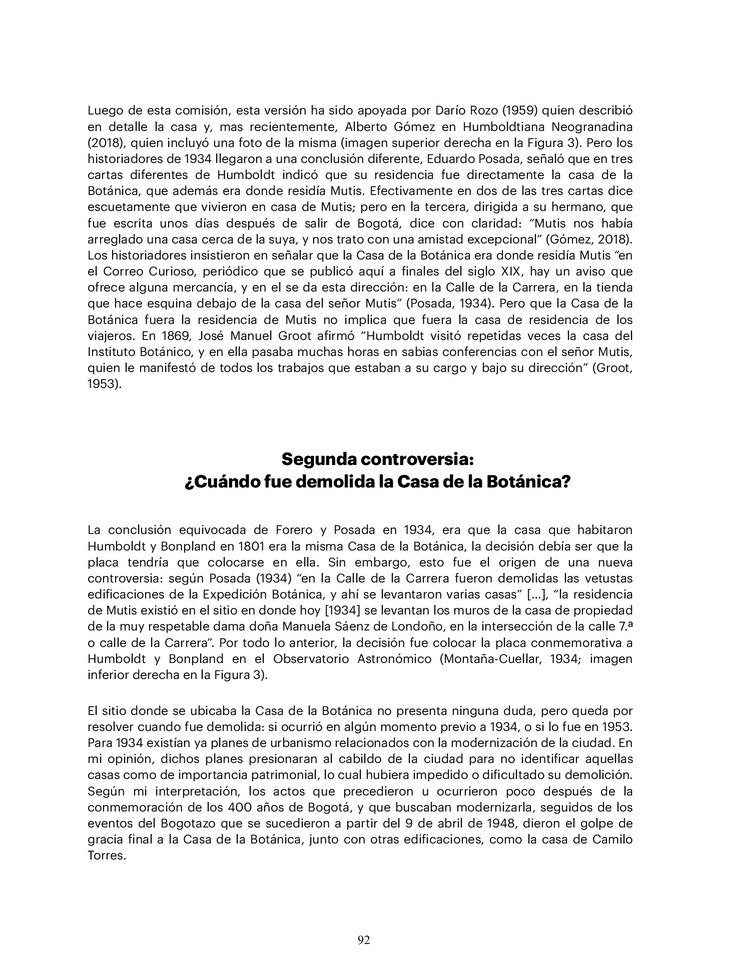 Luego de esta comisión, esta versión ha sido apoyada por Darío Rozo (1959) quien describió
en detalle la casa y, mas recientemente, Alberto Gómez en Humboldtiana Neogranadina
(2018), quien incluyó una foto de la misma (imagen superior derecha en la Figura 3). Pero los
historiadores de 1934 llegaron a una conclusión diferente, Eduardo Posada, señaló que en tres
cartas diferentes de Humboldt indicó que su residencia fue directamente la casa de la
Botánica, que además era donde residía Mutis. Efectivamente en dos de las tres cartas dice
escuetamente que vivieron en casa de Mutis; pero en la tercera, dirigida a su hermano, que
fue escrita unos días después de salir de Bogotá, dice con claridad: “Mutis nos había
arreglado una casa cerca de la suya, y nos trato con una amistad excepcional” (Gómez, 2018).
Los historiadores insistieron en señalar que la Casa de la Botánica era donde residía Mutis “en
el Correo Curioso, periódico que se publicó aquí a finales del siglo XIX, hay un aviso que
ofrece alguna mercancía, y en el se da esta dirección: en la Calle de la Carrera, en la tienda
que hace esquina debajo de la casa del señor Mutis” (Posada, 1934). Pero que la Casa de la
Botánica fuera la residencia de Mutis no implica que fuera la casa de residencia de los
viajeros. En 1869, José Manuel Groot afirmó “Humboldt visitó repetidas veces la casa del
Instituto Botánico, y en ella pasaba muchas horas en sabias conferencias con el señor Mutis,
quien le manifestó de todos los trabajos que estaban a su cargo y bajo su dirección” (Groot,
1953).
Segunda controversia:
¿Cuándo fue demolida la Casa de la Botánica?
La conclusión equivocada de Forero y Posada en 1934, era que la casa que habitaron
Humboldt y Bonpland en 1801 era la misma Casa de la Botánica, la decisión debía ser que la
placa tendría que colocarse en ella. Sin embargo, esto fue el origen de una nueva
controversia: según Posada (1934) “en la Calle de la Carrera fueron demolidas las vetustas
edificaciones de la Expedición Botánica, y ahí se levantaron varias casas” [...], “la residencia
de Mutis existió en el sitio en donde hoy [1934] se levantan los muros de la casa de propiedad
de la muy respetable dama doña Manuela Sáenz de Londoño, en la intersección de la calle 7.ª
o calle de la Carrera”. Por todo lo anterior, la decisión fue colocar la placa conmemorativa a
Humboldt y Bonpland en el Observatorio Astronómico (Montaña-Cuellar, 1934; imagen
inferior derecha en la Figura 3).
El sitio donde se ubicaba la Casa de la Botánica no presenta ninguna duda, pero queda por
resolver cuando fue demolida: si ocurrió en algún momento previo a 1934, o si lo fue en 1953.
Para 1934 existían ya planes de urbanismo relacionados con la modernización de la ciudad. En
mi opinión, dichos planes presionaran al cabildo de la ciudad para no identificar aquellas
casas como de importancia patrimonial, lo cual hubiera impedido o dificultado su demolición.
Según mi interpretación, los actos que precedieron u ocurrieron poco después de la
conmemoración de los 400 años de Bogotá, y que buscaban modernizarla, seguidos de los
eventos del Bogotazo que se sucedieron a partir del 9 de abril de 1948, dieron el golpe de
gracia final a la Casa de la Botánica, junto con otras edificaciones, como la casa de Camilo
Torres.
92